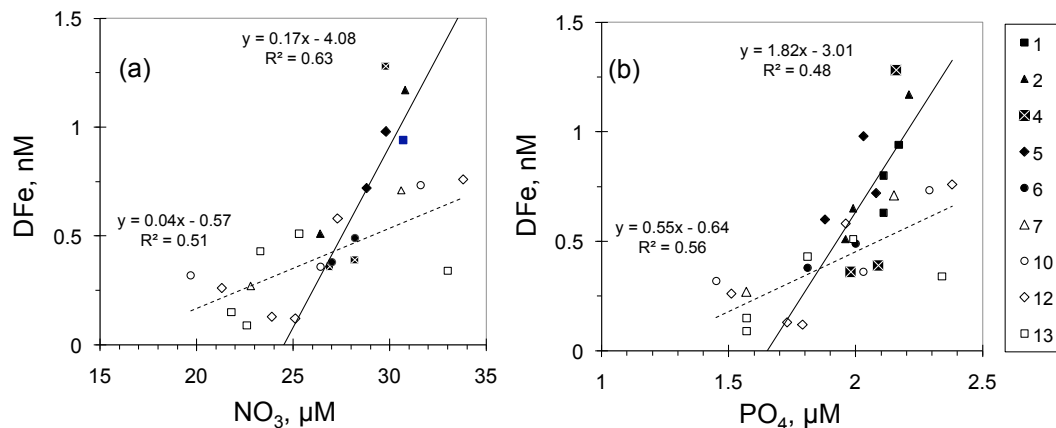 (a)
y = 0.17x - 4.08
R² = 0.63
y = 0.04x - 0.57
R² = 0.51
DFe, nM
1.5
1
0.5
0
15 20 25 30 35
NO3, µM
(b)
y = 1.82x - 3.01
R² = 0.48
y = 0.55x - 0.64
R² = 0.56
DFe, nM
1.5
1
0.5
0
1 1.5 2 2.5
PO4, µM
1
2
4
5
6
7
10
12
13